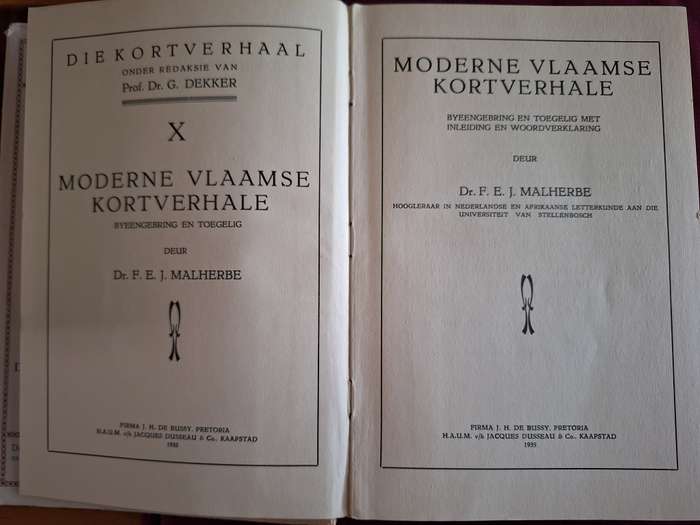 DIE KORTVERHAAL
ONDER REDAKSIE VAN
Prof. Dr. G. DEKKER
X
MODERNE VLAAMSE
KORTVERHALE
BYEENGEBRING EN TOEGELIG
DEUR
Dr. F. E. J. MALHERBE
FIRMA J. H. DE BUSSY, PRETORIA
H.A.U.M. v/h JACQUES DUSSEAU & Co., KAAPSTAD
MODERNE VLAAMSE
KORTVERHALE
BYEENGEBRING EN TOEGELIG MET
INLEIDING EN WOORDVERKLARING
DEUR
Dr. F. E. J. MALHERBE
HOOGLERAAR IN NEDERLANDSE EN AFRIKAANSE LETTERKUNDE AAN DIE
UNIVERSITEIT VAN STELLENBOSCH
FIRMA J. H. DE BUSSY, PRETORIA
H.A.U.M. v/h JACQUES DUSSEAU & Co., KAAPSTAD
1935